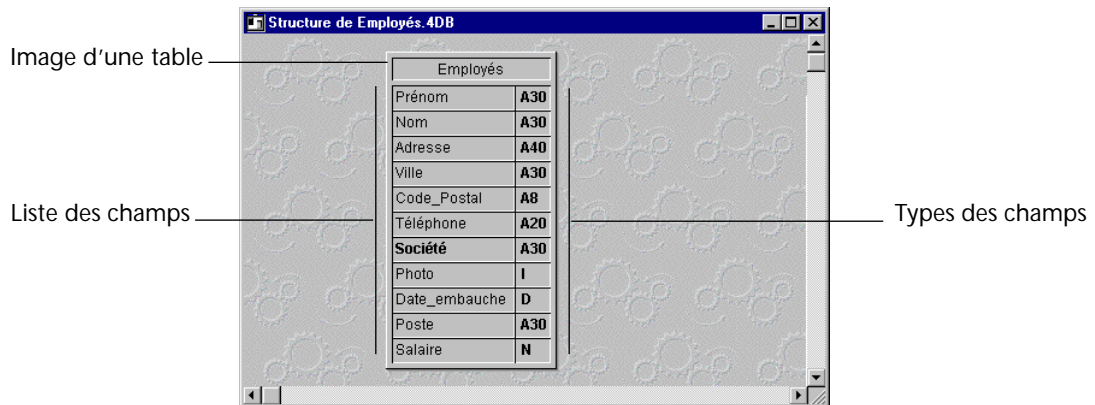 Structure de Employés.4DB
Image d'une table
Employés
Prénom A30
Nom A30
Adresse A40
Ville A30
Code_Postal A8
Liste des champs
Types des champs
Téléphone A20
Société A30
Photo I
Date_embauche D
Poste A30
Salaire N